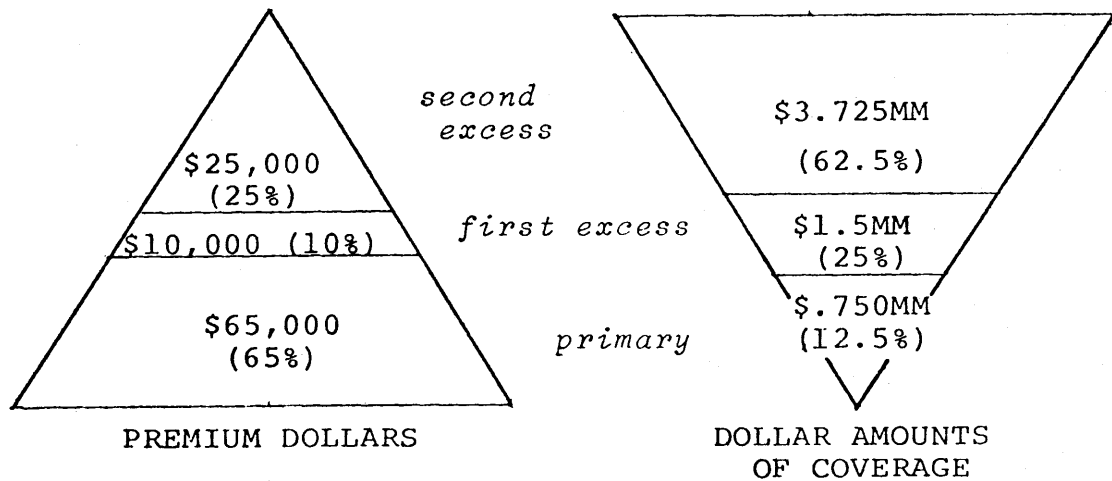 second
excess
$25,000
(25%)
$10,000 (10%)
first excess
$65,000
(65%)
primary
PREMIUM DOLLARS
$3.725MM
(62.5%)
$1.5MM
(25%)
$.750MM
(12.5%)
DOLLAR AMOUNTS
OF COVERAGE